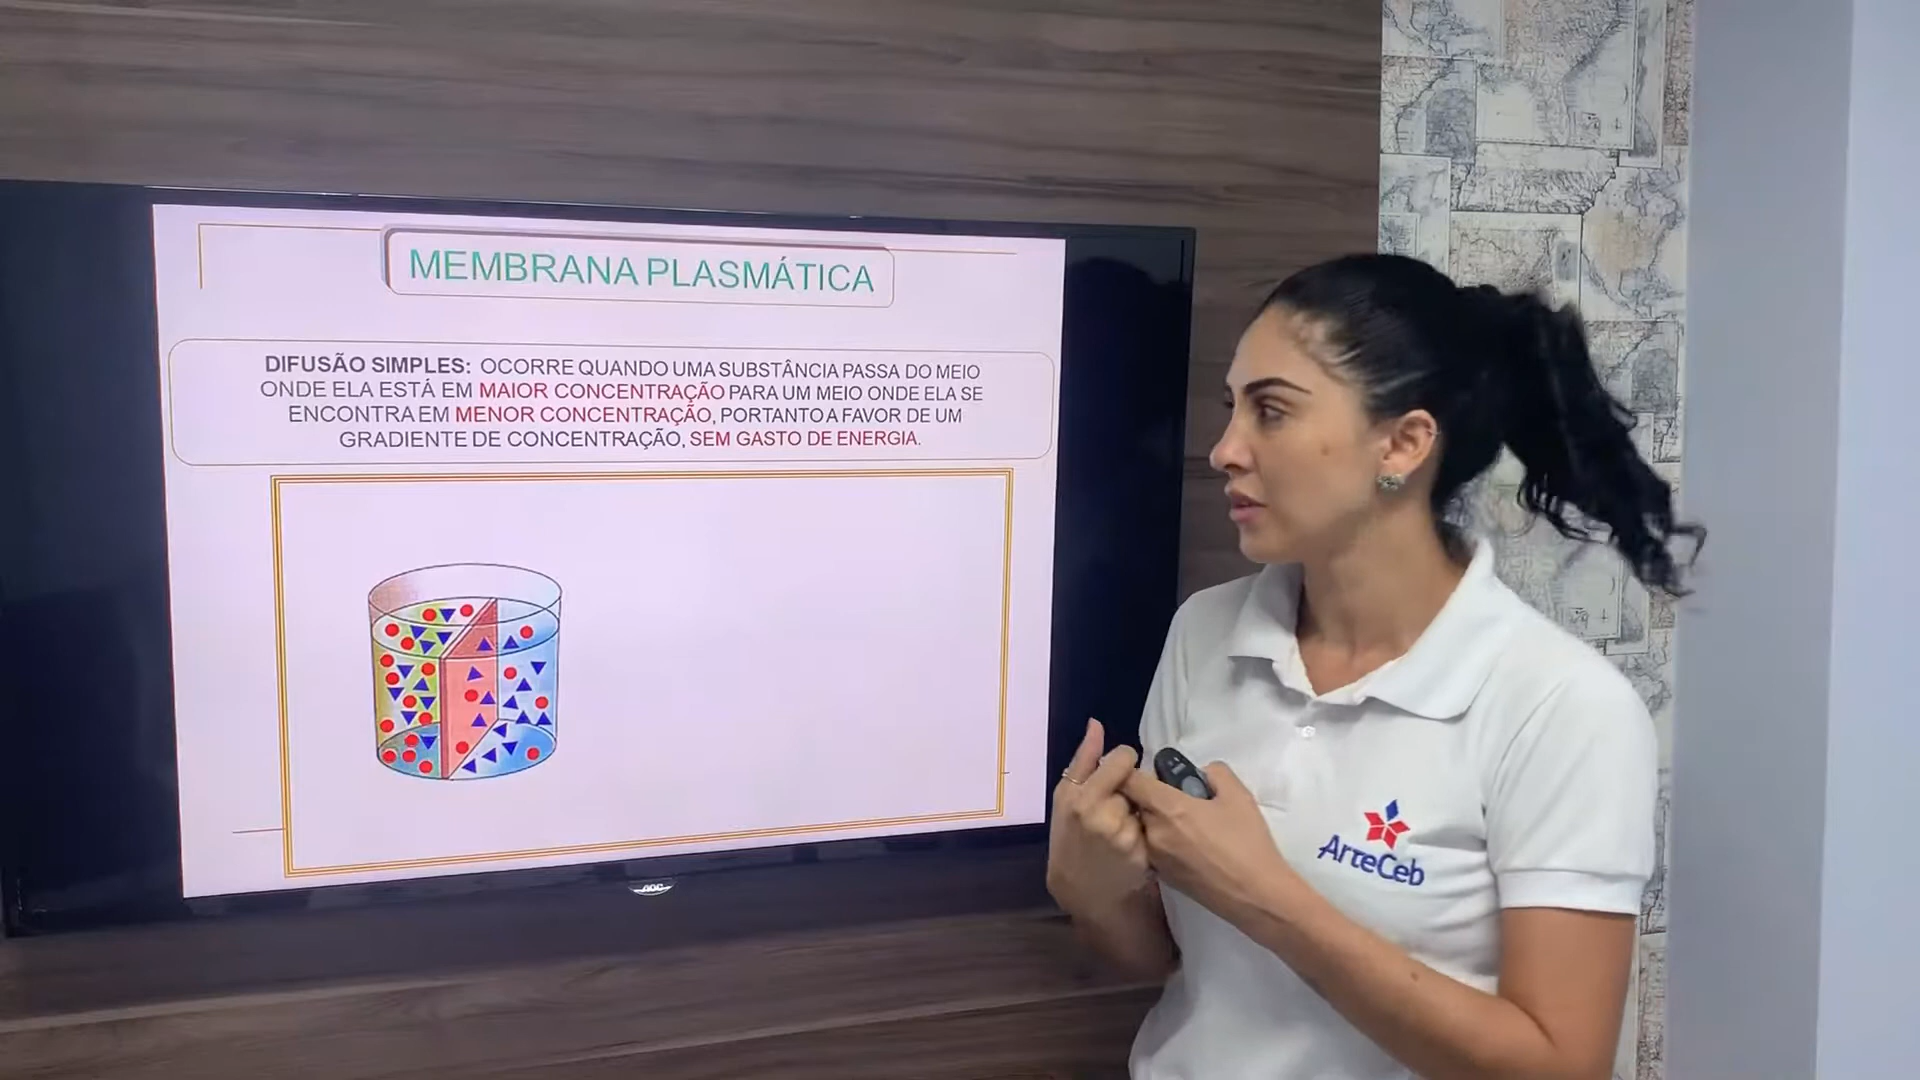 MEMBRANA PLASMÁTICA
DIFUSÃO SIMPLES: OCORRE QUANDO UMA SUBSTÂNCIA PASSA DO MEIO
ONDE ELA ESTÁ EM MAIOR CONCENTRAÇÃO PARA UM MEIO ONDE ELA SE
ENCONTRA EM MENOR CONCENTRAÇÃO, PORTANTO A FAVOR DE UM
GRADIENTE DE CONCENTRAÇÃO, SEM GASTO DE ENERGIA.
AOC
ArteCeb